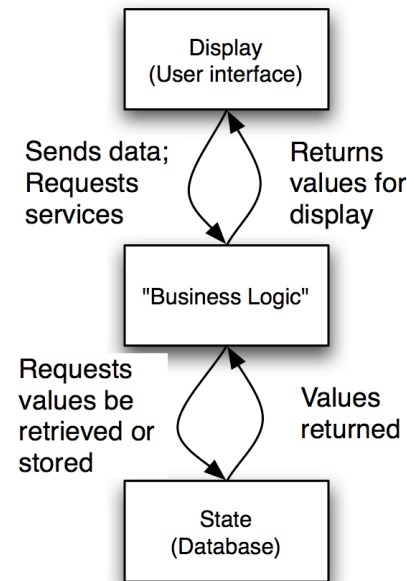 Display
(User interface)
Sends data;
Requests
services
Returns
values for
display
"Business Logic"
Requests
values be
retrieved or
stored
Values
returned
State
(Database)